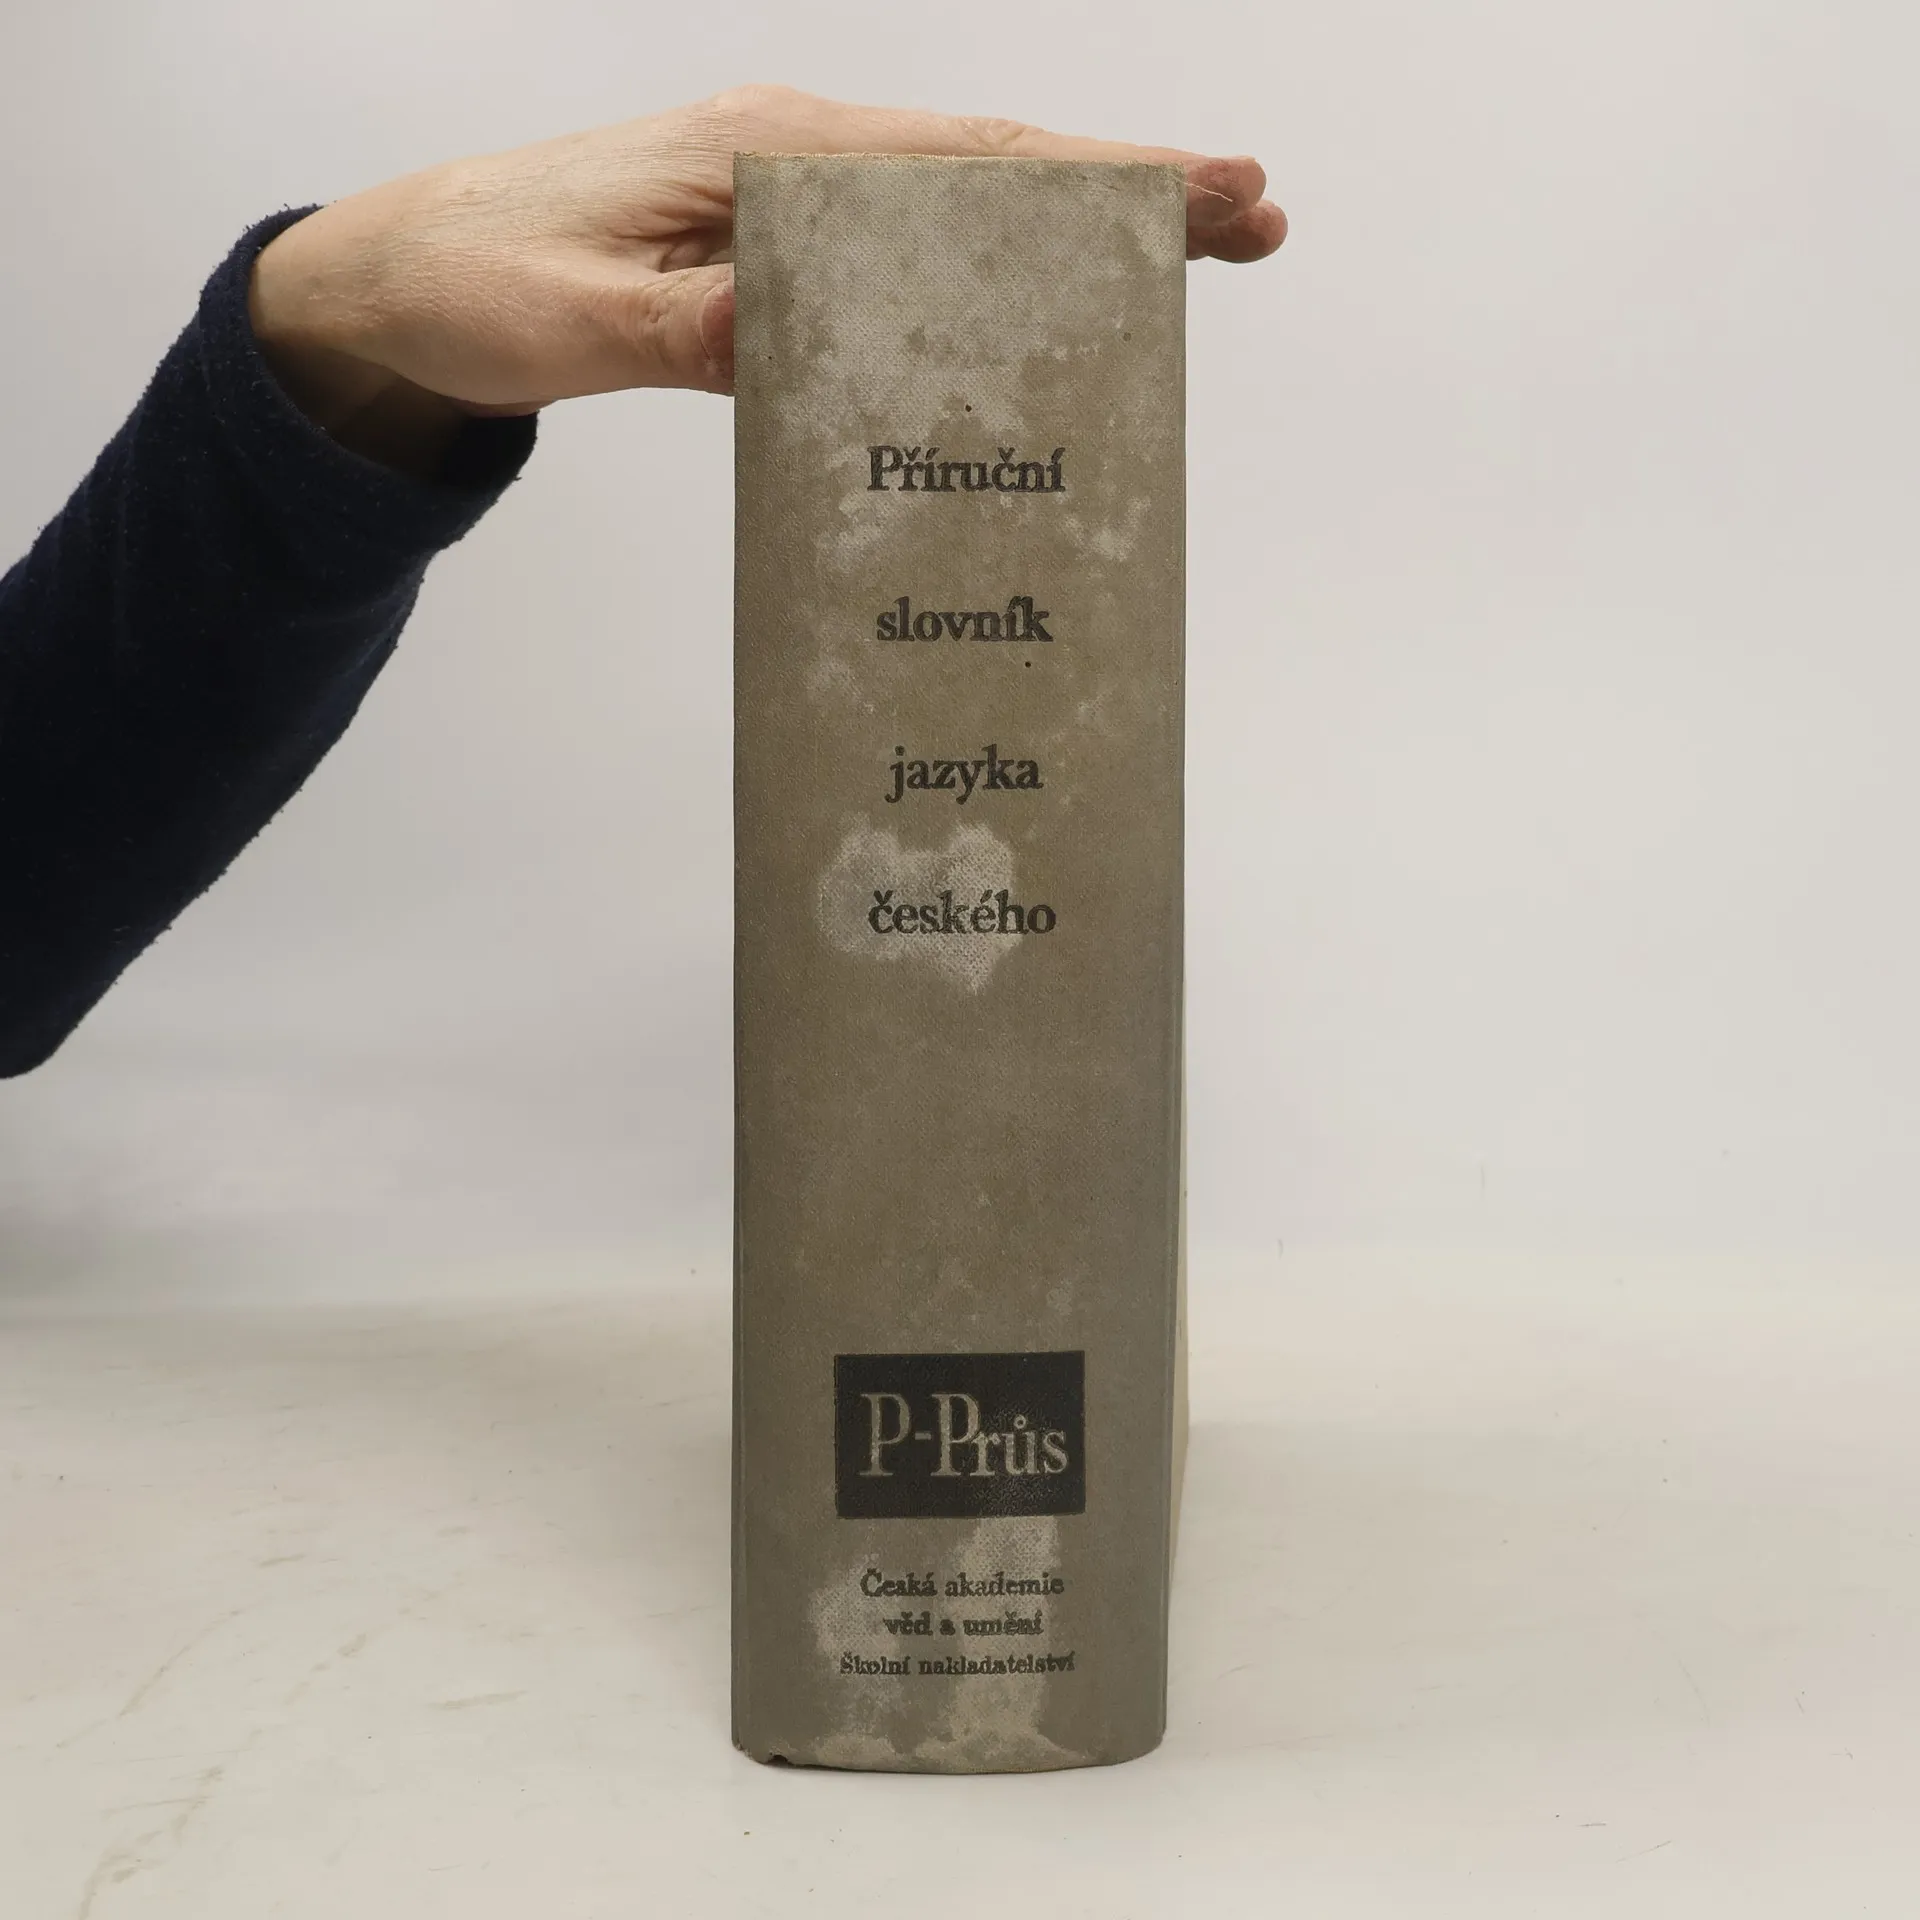 Příruční
slovník
jazyka
českého
P-Průs
Česká akademie
věd a umění
Školní nakladatelství